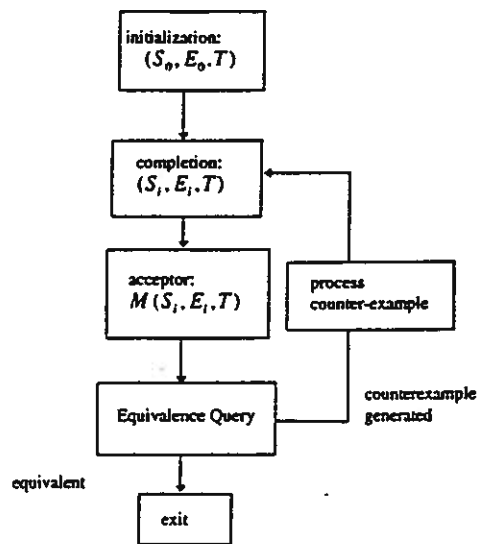 initialization:
(S₀, E₀.T)
completion:
(Sᵢ, Eᵢ,T)
acceptor:
M (Sᵢ, Eᵢ,T)
process
counter-example
Equivalence Query
counterexample
generated
equivalent
exit